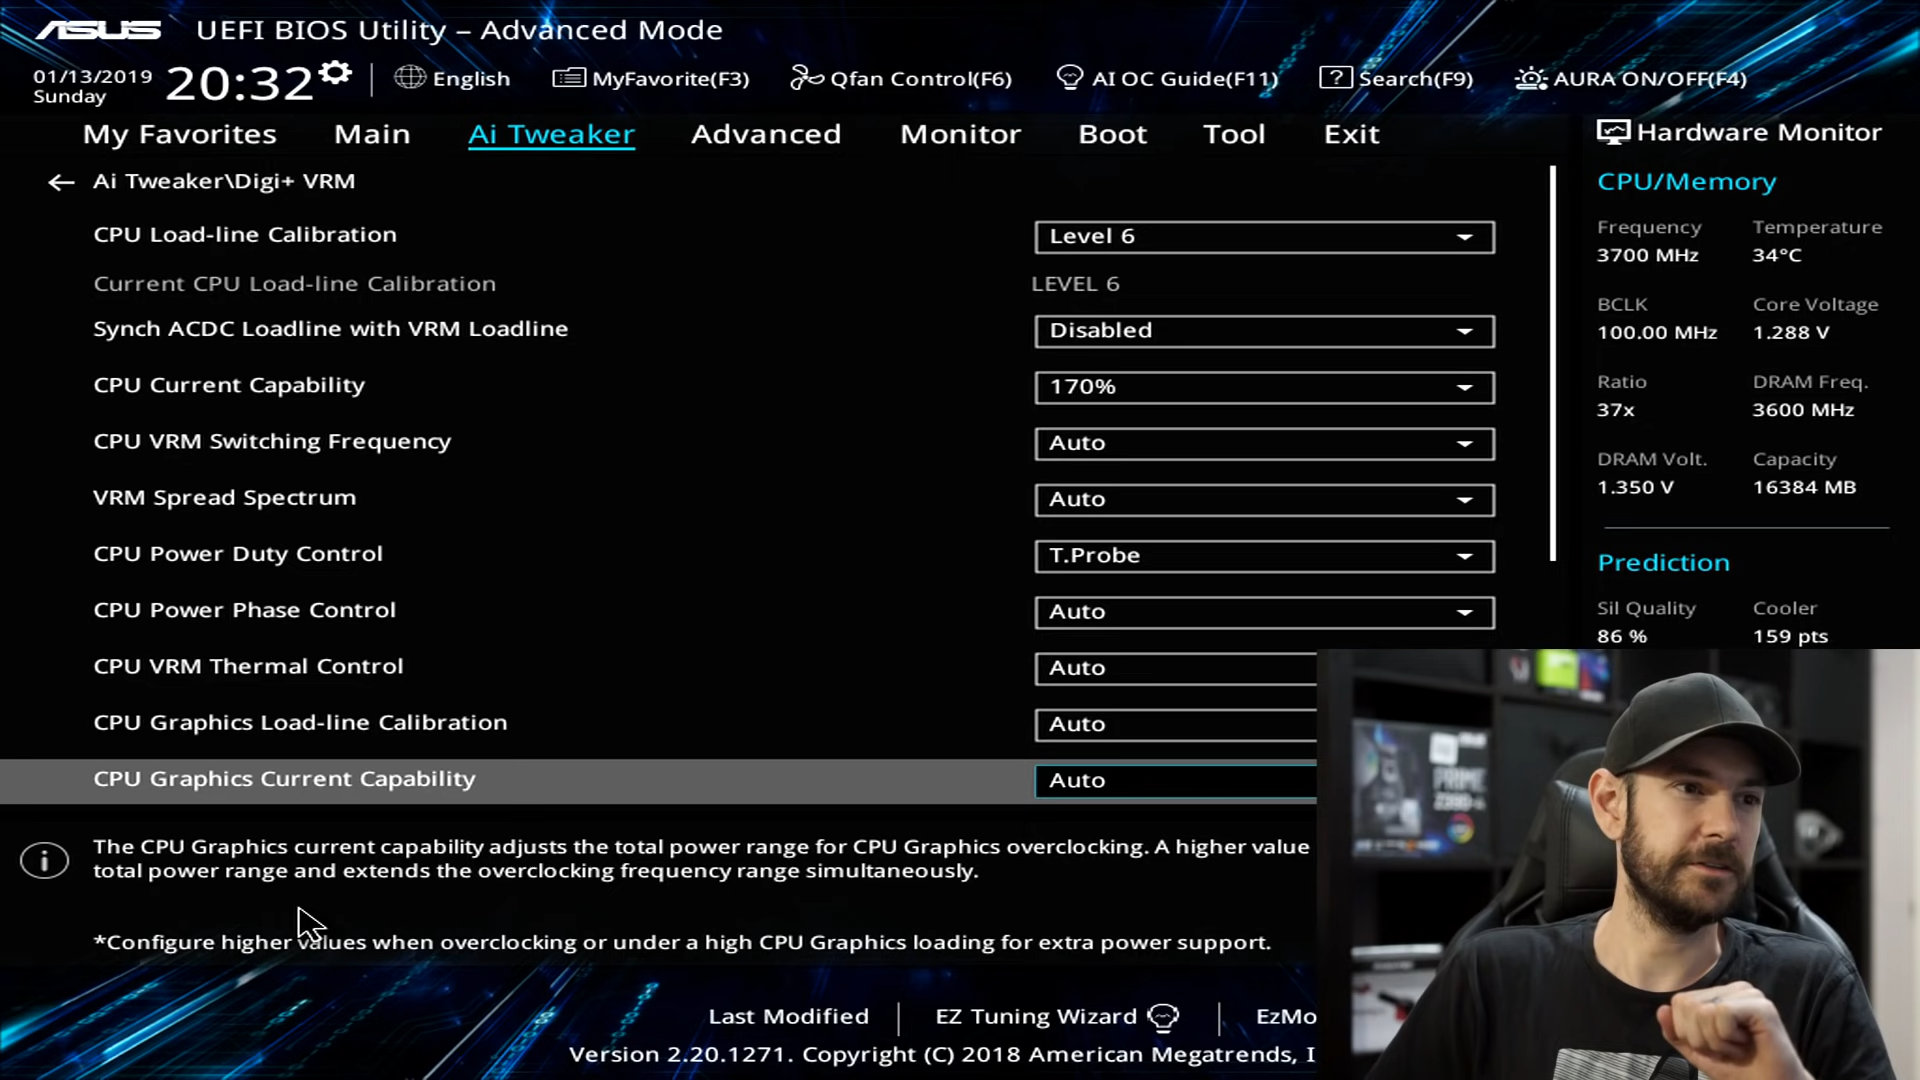 ASUS UEFI BIOS Utility – Advanced Mode
01/13/2019 20:32 English MyFavorite(F3) Qfan Control(F6) AI OC Guide(F11) Search(F9) AURA ON/OFF(F4)
Sunday
My Favorites Main Ai Tweaker Advanced Monitor Boot Tool Exit
Ai Tweaker\Digi+ VRM
CPU Load-line Calibration Level 6
Current CPU Load-line Calibration LEVEL 6
Synch ACDC Loadline with VRM Loadline Disabled
CPU Current Capability 170%
CPU VRM Switching Frequency Auto
VRM Spread Spectrum Auto
CPU Power Duty Control T.Probe
CPU Power Phase Control Auto
CPU VRM Thermal Control Auto
CPU Graphics Load-line Calibration Auto
CPU Graphics Current Capability Auto
The CPU Graphics current capability adjusts the total power range for CPU Graphics overclocking. A higher value
total power range and extends the overclocking frequency range simultaneously.
*Configure higher values when overclocking or under a high CPU Graphics loading for extra power support.
Hardware Monitor
CPU/Memory
Frequency Temperature
3700 MHz 34°C
BCLK Core Voltage
100.00 MHz 1.288 V
Ratio DRAM Freq.
37x 3600 MHz
DRAM Volt. Capacity
1.350 V 16384 MB
Prediction
Sil Quality Cooler
86 % 159 pts
PRIME
Last Modified EZ Tuning Wizard EzMo
Version 2.20.1271. Copyright (C) 2018 American Megatrends, I